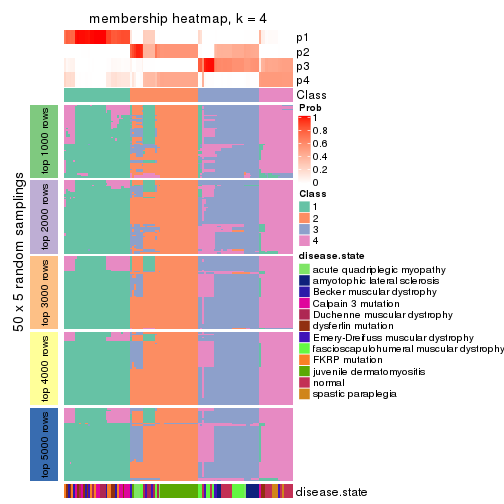 membership heatmap, k = 4
p1
p2
p3
p4
Class
50 x 5 random samplings
top 1000 rows
top 2000 rows
top 3000 rows
top 4000 rows
top 5000 rows
disease.state
Prob
1
0.8
0.6
0.4
0.2
0
Class
1
2
3
4
disease.state
acute quadriplegic myopathy
amyotophic lateral sclerosis
Becker muscular dystrophy
Calpain 3 mutation
Duchenne muscular dystrophy
dysferlin mutation
Emery-Dreifuss muscular dystrophy
fascioscapulohumeral muscular dystrophy
FKRP mutation
juvenile dermatomyositis
normal
spastic paraplegia